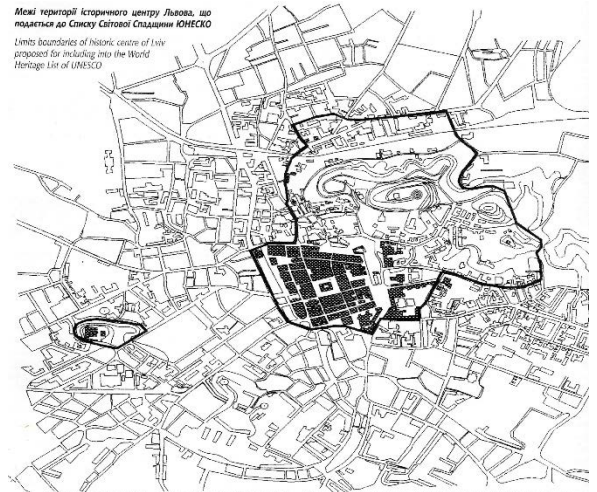 Межі території історичного центру Львова, що
подається до Списку Світової Спадщини ЮНЕСКО
Limits boundaries of historic centre of Lviv
proposed for including into the World
Heritage List of UNESCO